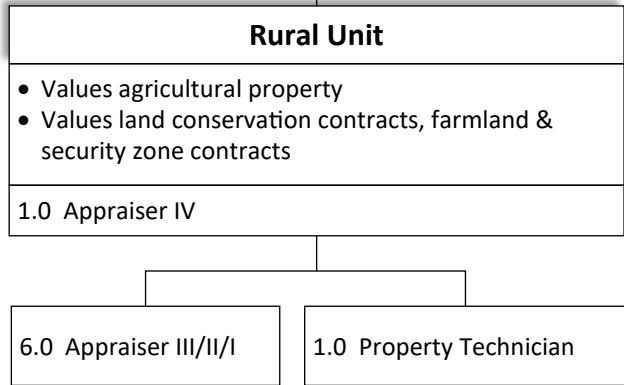 Rural Unit
• Values agricultural property
• Values land conservation contracts, farmland &
security zone contracts
1.0 Appraiser IV
6.0 Appraiser III/II/I
1.0 Property Technician